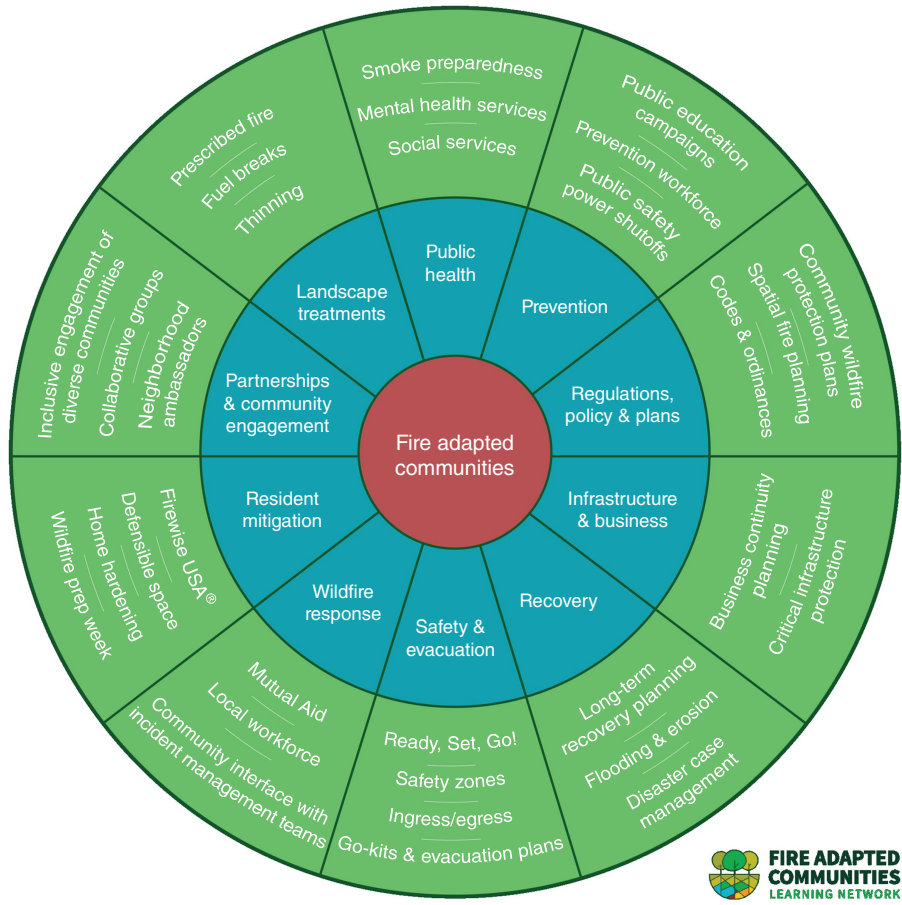 Fire adapted
communities
Public
health
Smoke preparedness
Mental health services
Social services
Prevention
Public education
campaigns
Prevention workforce
Public safety
power shutoffs
Regulations,
policy & plans
Community wildfire
protection plans
Spatial fire planning
Codes & ordinances
Infrastructure
& business
Business continuity
planning
Critical infrastructure
protection
Recovery
Long-term
recovery planning
Flooding & erosion
Disaster case
management
Safety &
evacuation
Ready, Set, Go!
Safety zones
Ingress/egress
Go-kits & evacuation plans
Wildfire
response
Mutual Aid
Local workforce
Community interface with
incident management teams
Resident
mitigation
Firewise USA®
Defensible space
Home hardening
Wildfire prep week
Partnerships
& community
engagement
Inclusive engagement of
diverse communities
Collaborative groups
Neighborhood
ambassadors
Landscape
treatments
Prescribed fire
Fuel breaks
Thinning
FIRE ADAPTED
COMMUNITIES
LEARNING NETWORK